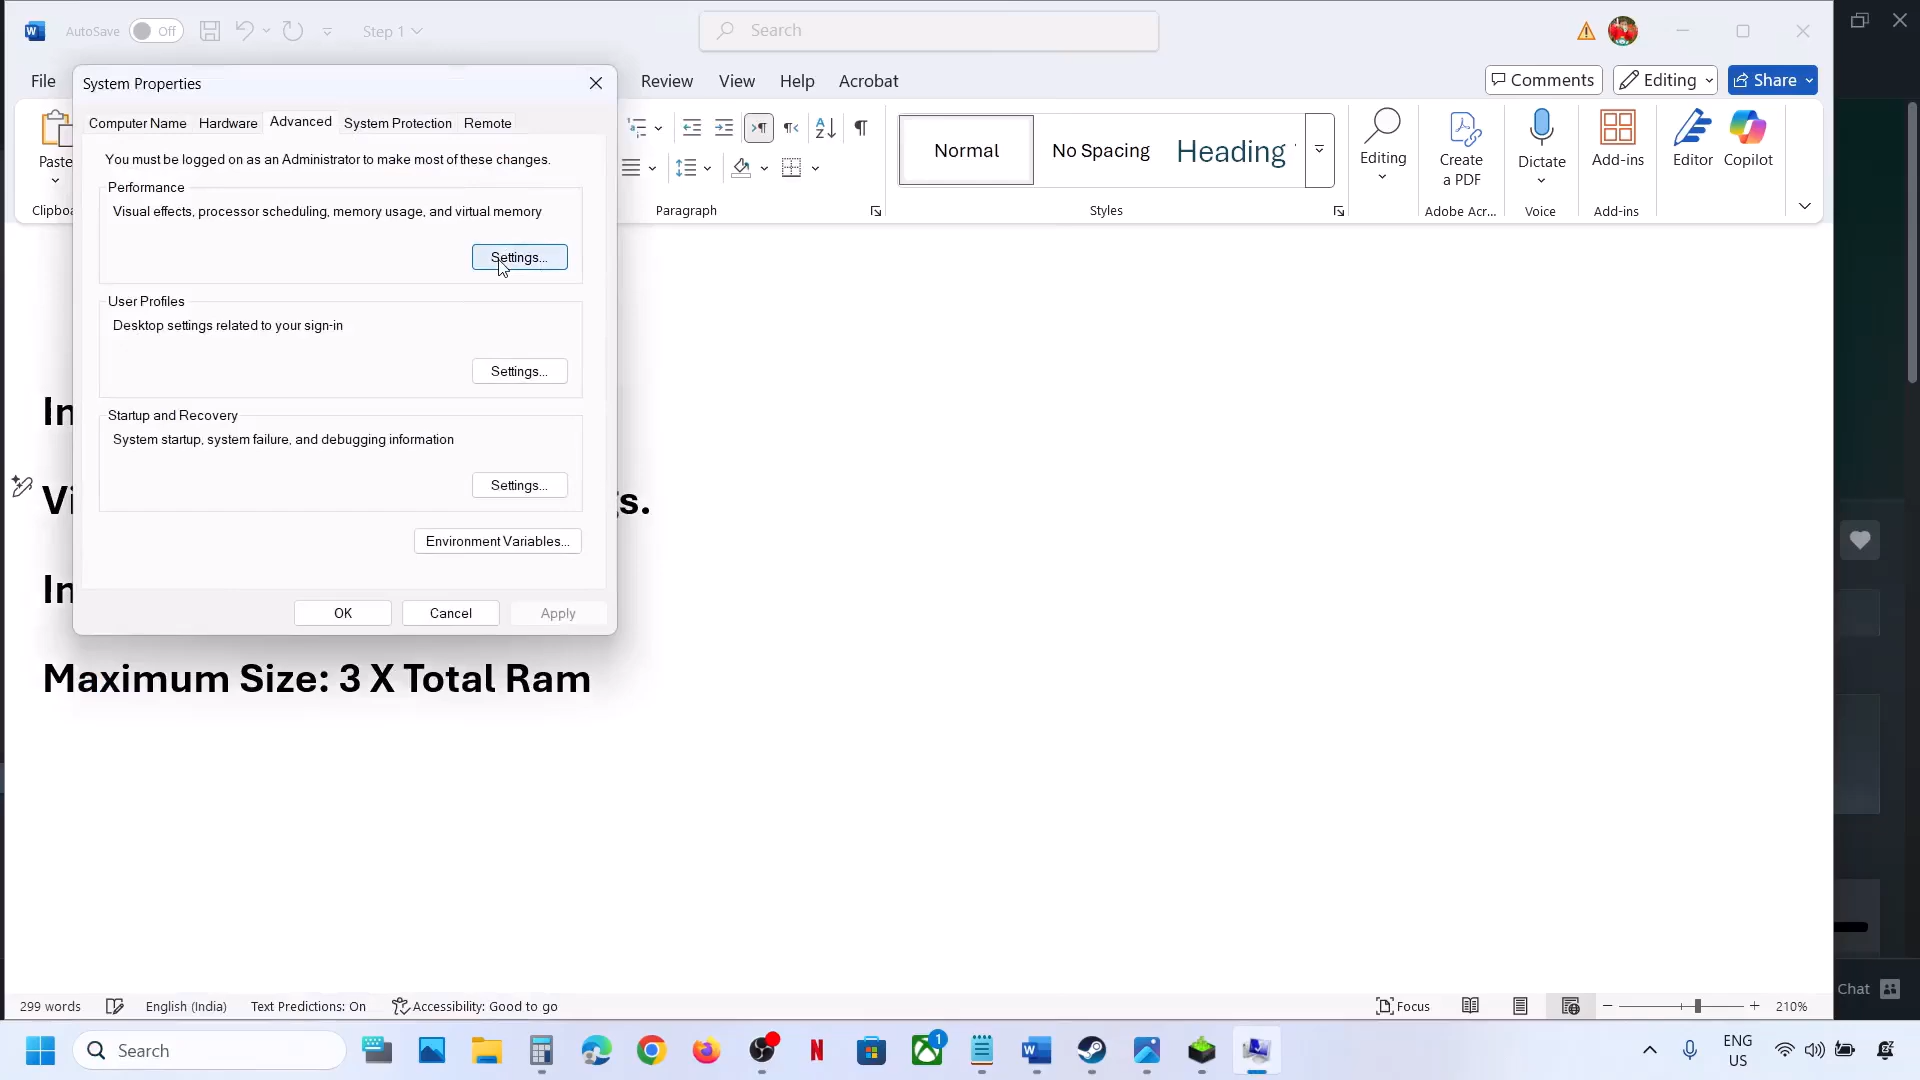 AutoSave Off Step 1 Search
File Review View Help Acrobat Comments Editing Share
System Properties
Computer Name Hardware Advanced System Protection Remote
You must be logged on as an Administrator to make most of these changes.
Performance
Visual effects, processor scheduling, memory usage, and virtual memory
Settings...
User Profiles
Desktop settings related to your sign-in
Settings...
Startup and Recovery
System startup, system failure, and debugging information
Settings...
Environment Variables...
OK Cancel Apply
Paste
Paragraph
Normal No Spacing Heading
Styles
Editing
Create
a PDF
Adobe Acr...
Dictate
Voice
Add-ins
Add-ins
Editor Copilot
Maximum Size: 3 X Total Ram
299 words English (India) Text Predictions: On Accessibility: Good to go Focus 210%
Chat
Search
1
ENG
US